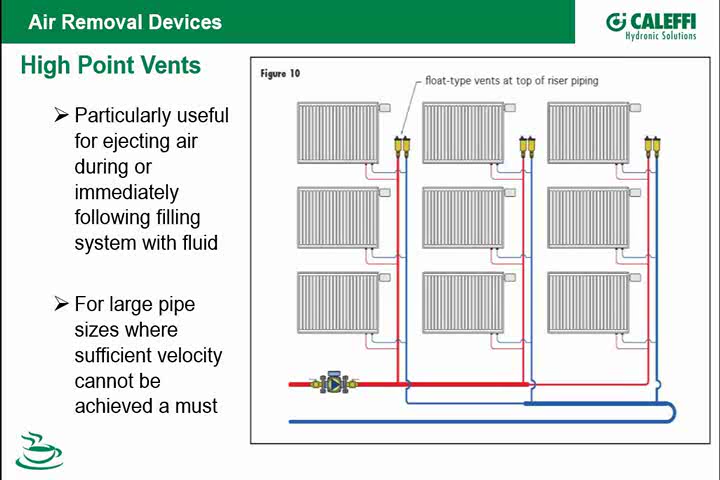 Air Removal Devices
CALEFFI
Hydronic Solutions
High Point Vents
Particularly useful
for ejecting air
during or
immediately
following filling
system with fluid
For large pipe
sizes where
sufficient velocity
cannot be
achieved a must
Figure 10
float-type vents at top of riser piping